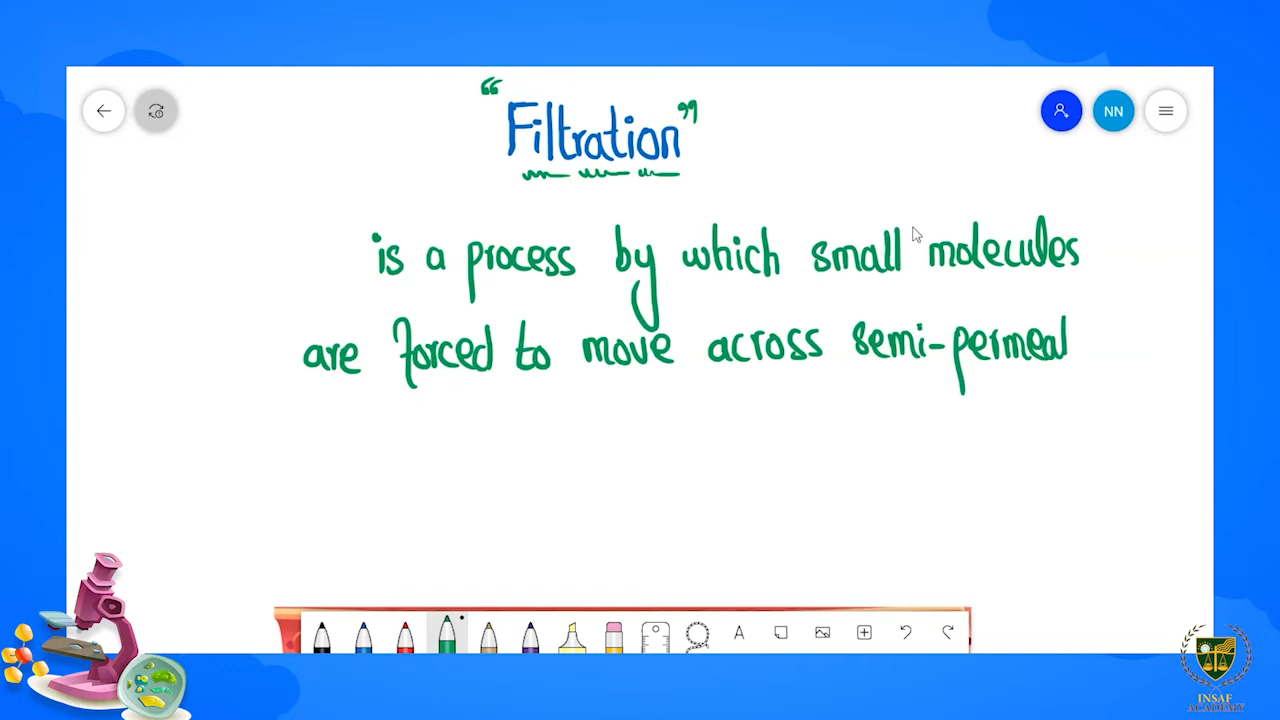 “Filtration”
NN
is a process by which small molecules
are forced to move across semi-permeal
A
INSAF
ACADEMY